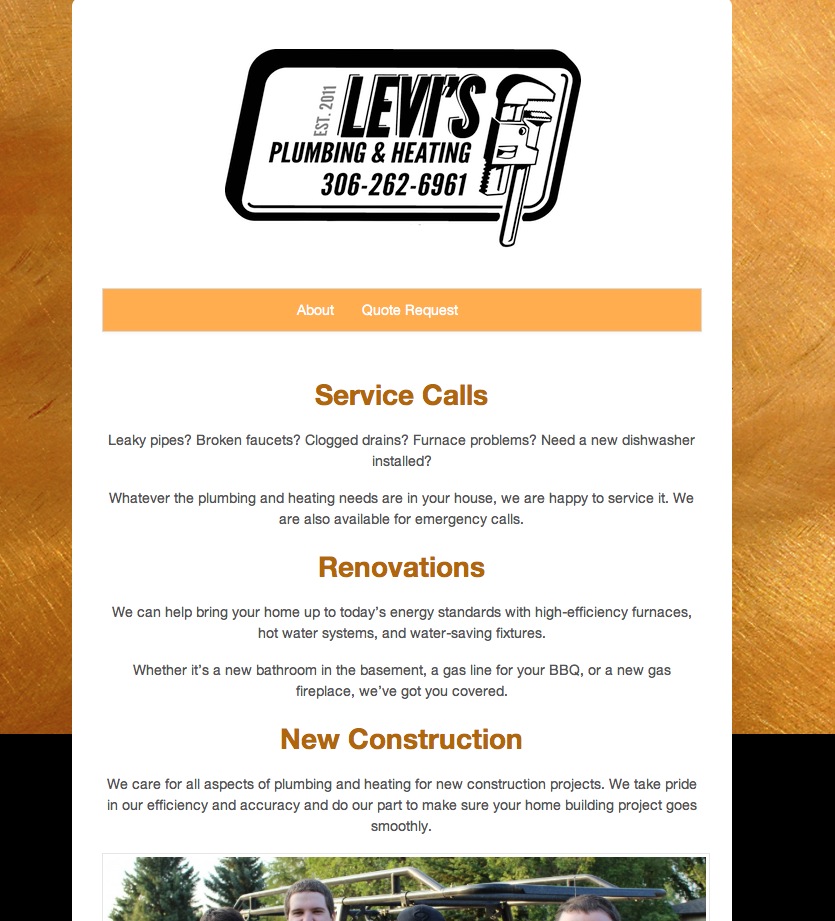 EST. 2011
LEVI'S
PLUMBING & HEATING
306-262-6961
About Quote Request
Service Calls
Leaky pipes? Broken faucets? Clogged drains? Furnace problems? Need a new dishwasher
installed?
Whatever the plumbing and heating needs are in your house, we are happy to service it. We
are also available for emergency calls.
Renovations
We can help bring your home up to today’s energy standards with high-efficiency furnaces,
hot water systems, and water-saving fixtures.
Whether it’s a new bathroom in the basement, a gas line for your BBQ, or a new gas
fireplace, we’ve got you covered.
New Construction
We care for all aspects of plumbing and heating for new construction projects. We take pride
in our efficiency and accuracy and do our part to make sure your home building project goes
smoothly.